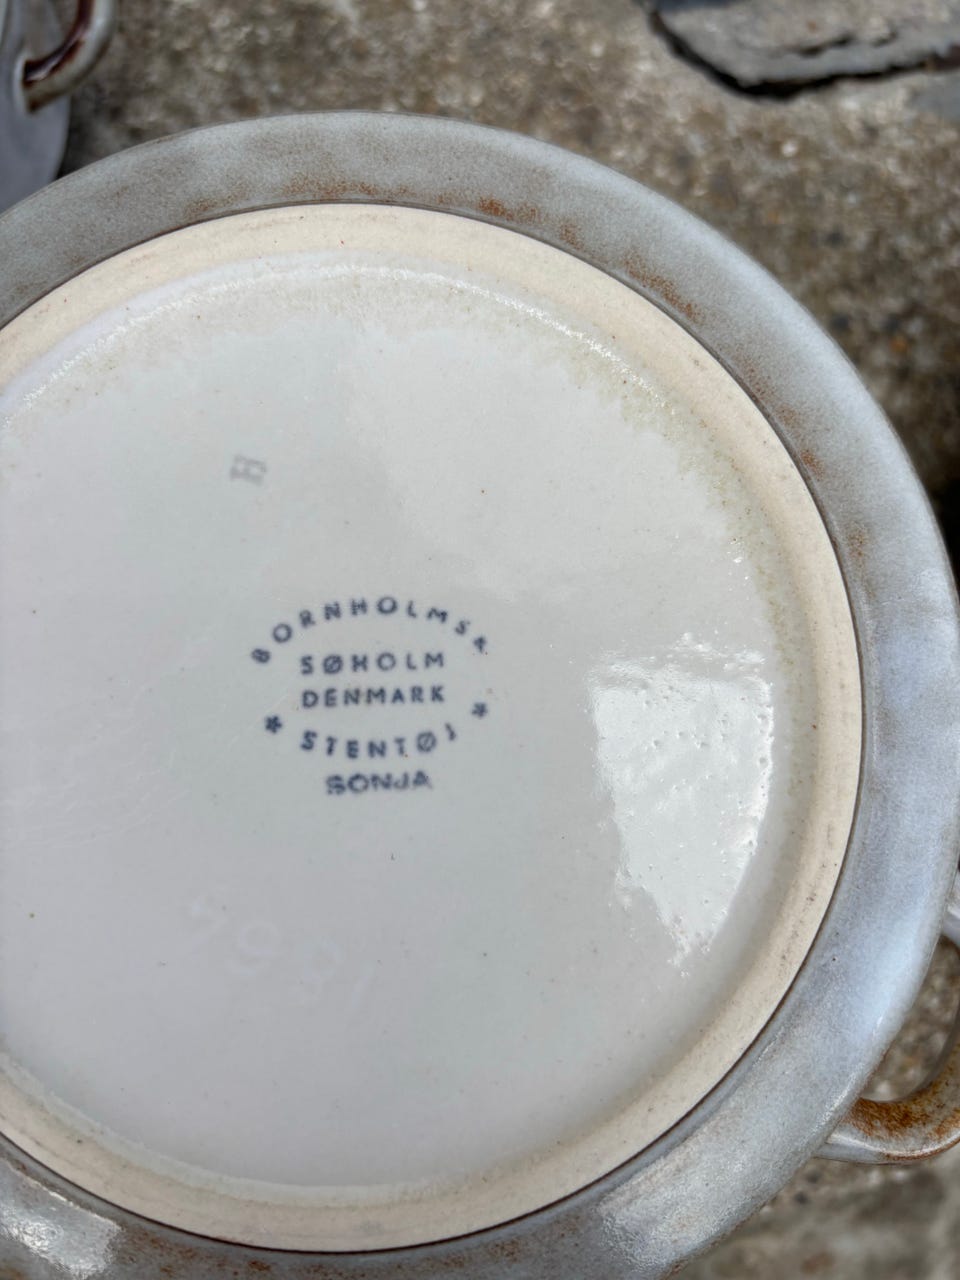 H
BORNHOLMSK
SØHOLM
DENMARK
* STENTØJ *
SONJA